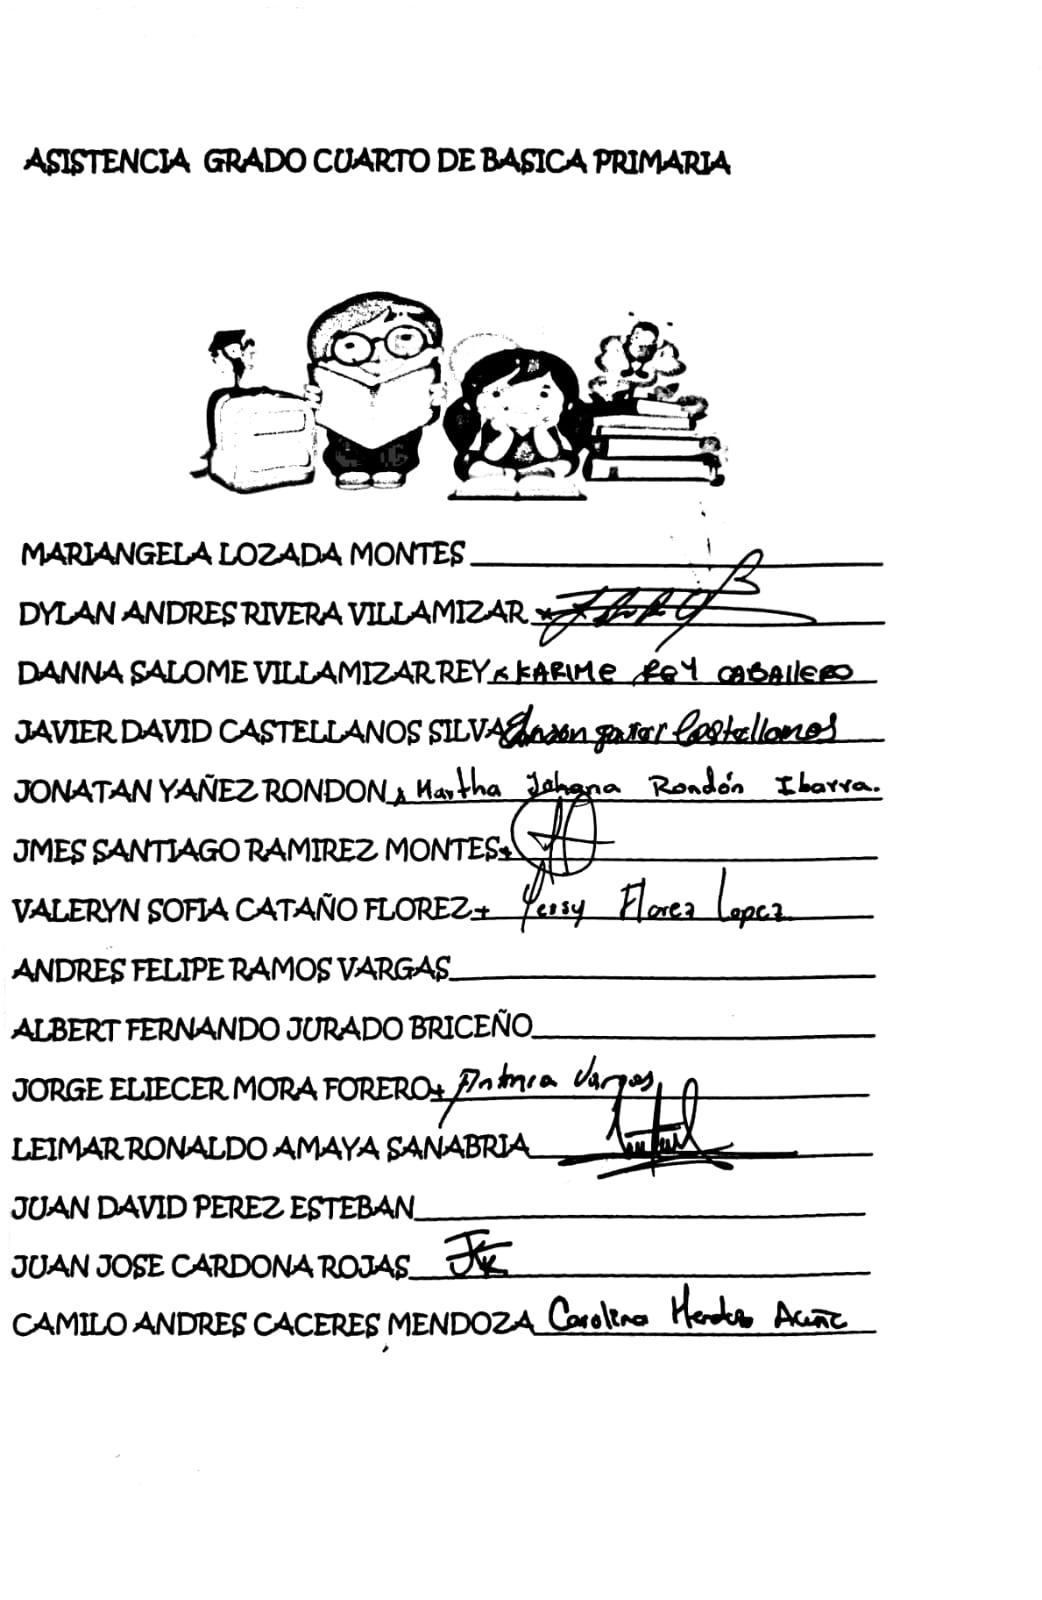 ASISTENCIA GRADO CUARTO DE BASICA PRIMARIA
MARIANGELA LOZADA MONTES
DYLAN ANDRES RIVERA VILLAMIZAR
DANNA SALOME VILLAMIZAR REY KARIME REY CABALLERO
JAVIER DAVID CASTELLANOS SILVA Castellanos
JONATAN YAÑEZ RONDON Martha Johana Rondón Ibarra.
JMES SANTIAGO RAMIREZ MONTES
VALERYN SOFIA CATAÑO FLOREZ Yessy Florez Lopez
ANDRES FELIPE RAMOS VARGAS
ALBERT FERNANDO JURADO BRICEÑO
JORGE ELIECER MORA FORERO Vargas
LEIMAR RONALDO AMAYA SANABRIA
JUAN DAVID PEREZ ESTEBAN
JUAN JOSE CARDONA ROJAS
CAMILO ANDRES CACERES MENDOZA Carolina